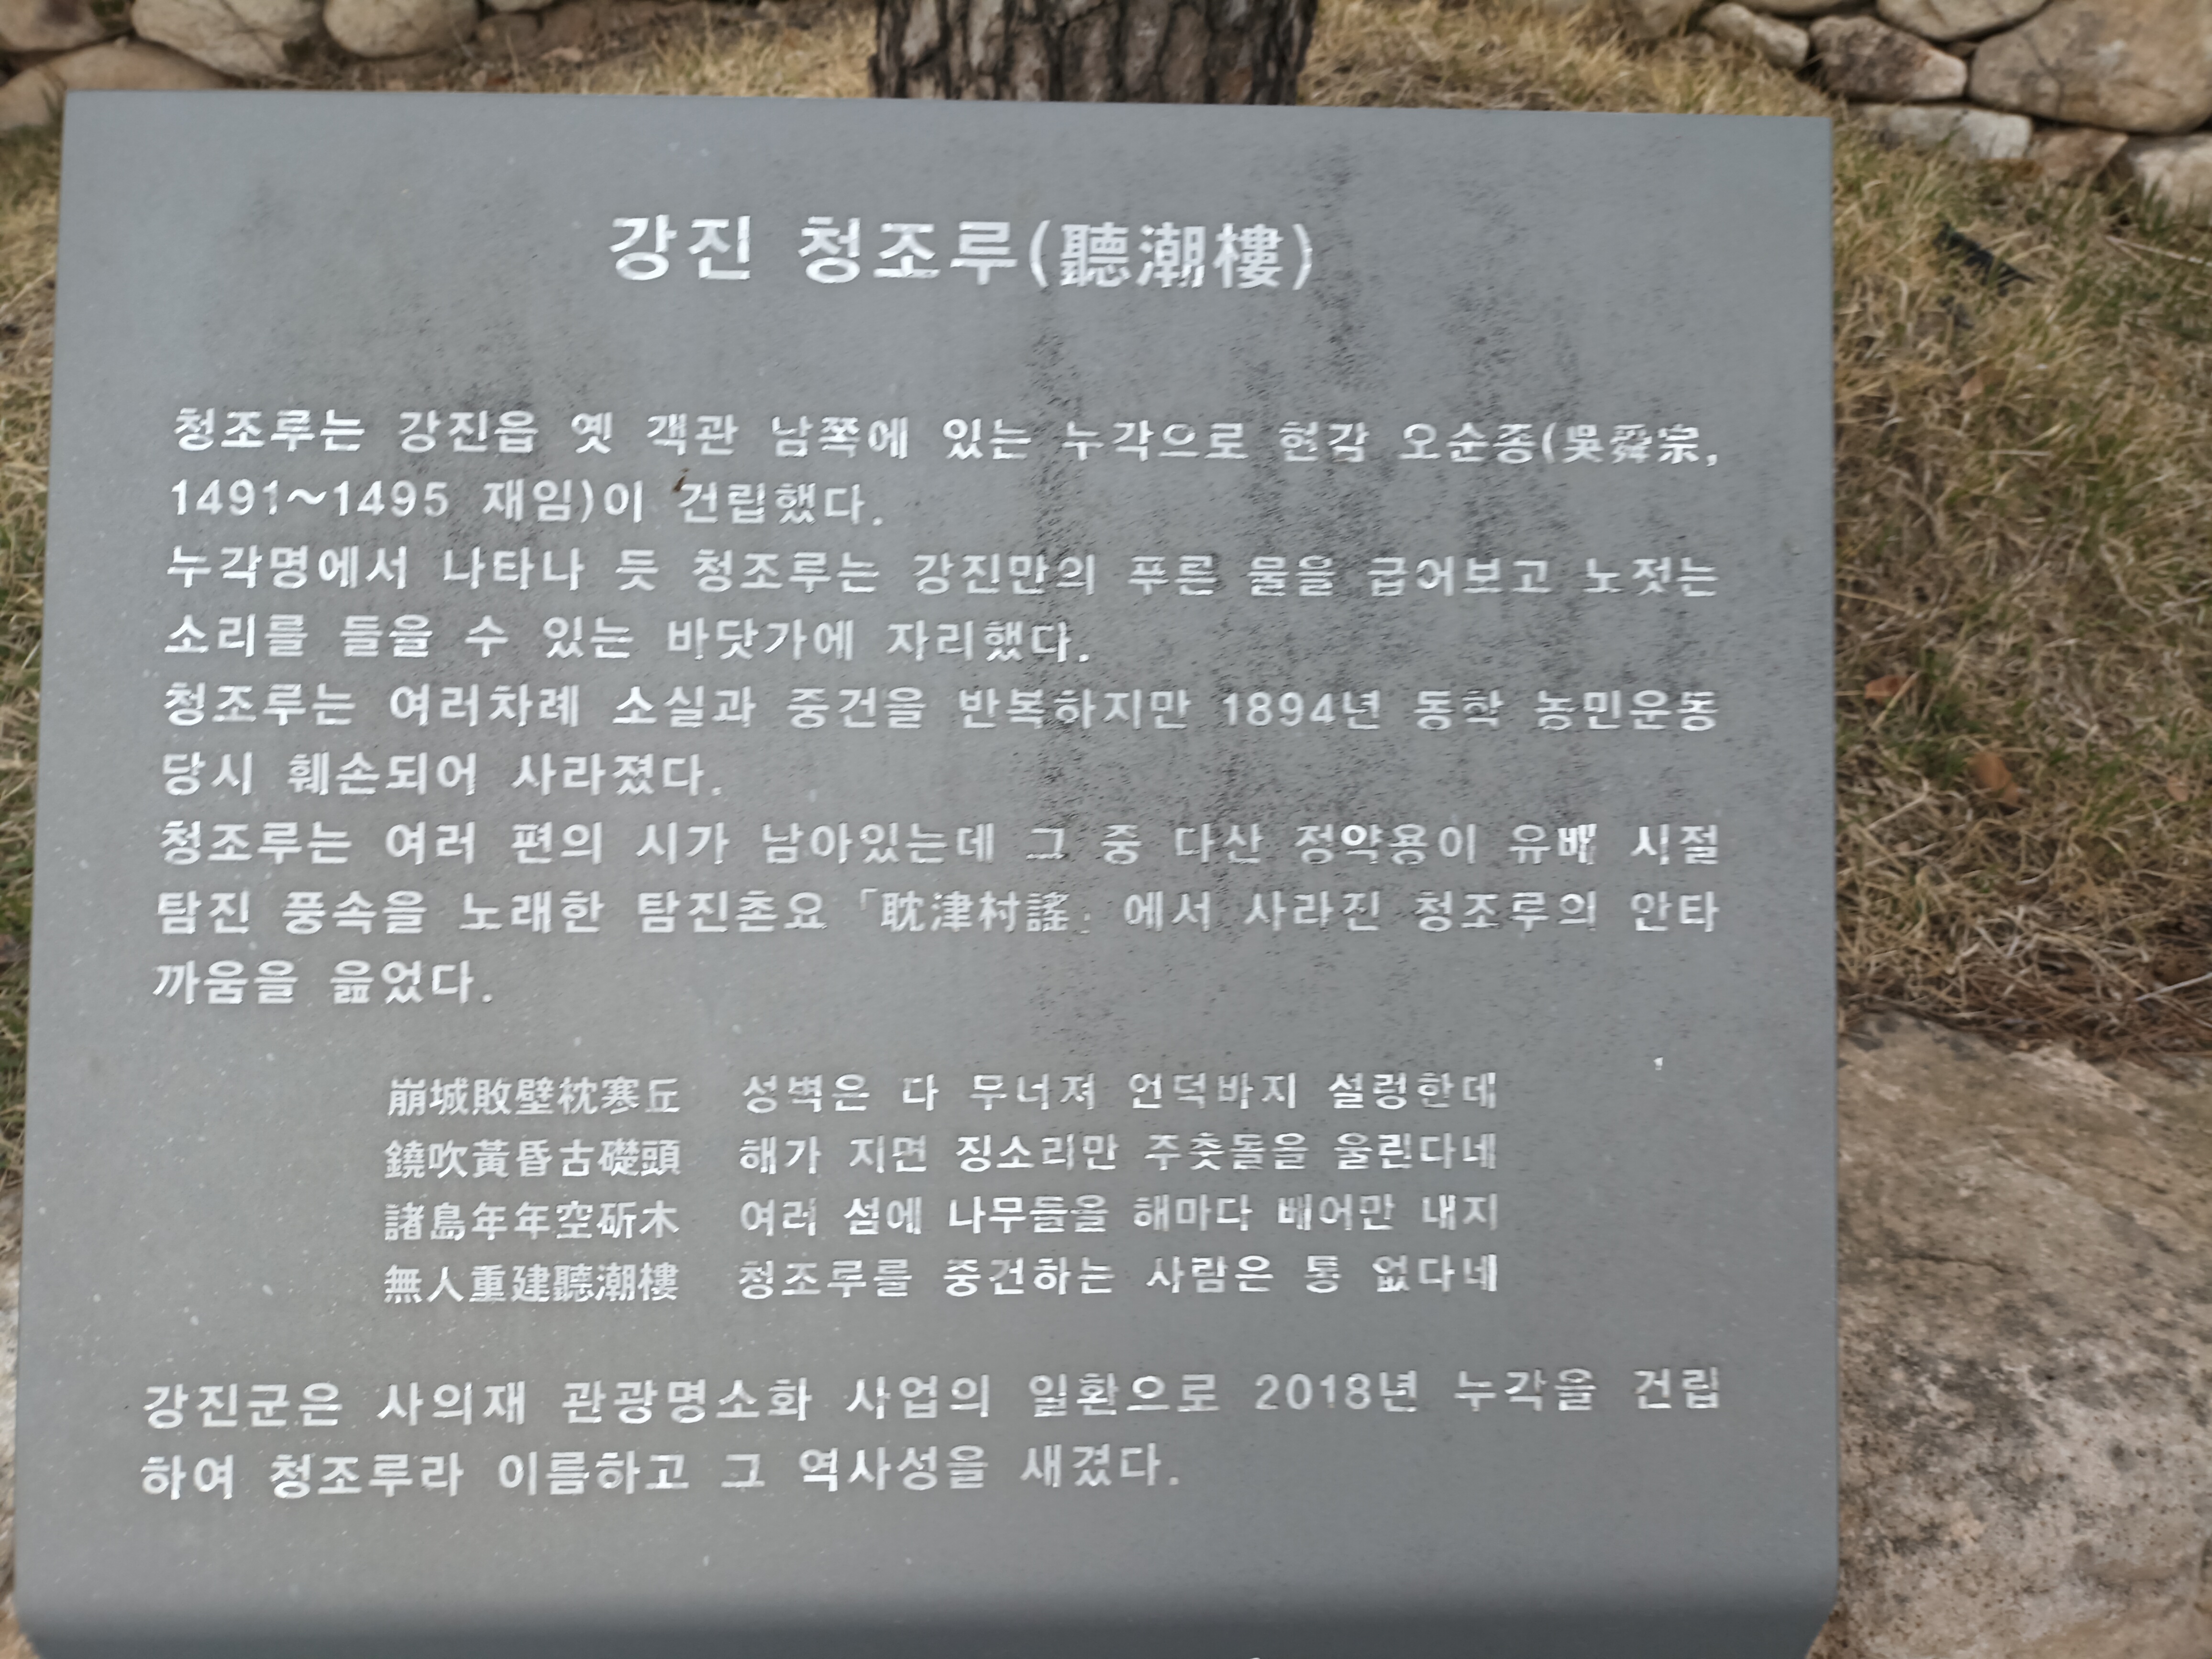 강진 청조루(聽潮樓)
청조루는 강진읍 옛 객관 남쪽에 있는 누각으로 현감 오순종(吳舜宗,
1491~1495 재임)이 건립했다.
누각명에서 나타나 듯 청조루는 강진만의 푸른 물을 굽어보고 노젓는
소리를 들을 수 있는 바닷가에 자리했다.
청조루는 여러차례 소실과 중건을 반복하지만 1894년 동학 농민운동
당시 훼손되어 사라졌다.
청조루는 여러 편의 시가 남아있는데 그 중 다산 정약용이 유배 시절
탐진 풍속을 노래한 탐진촌요「耽津村謠」에서 사라진 청조루의 안타
까움을 읊었다.
崩城敗壁枕寒丘 성벽은 다 무너져 언덕바지 설렁한데
鐃吹黃昏古礎頭 해가 지면 징소리만 주춧돌을 울린다네
諸島年年空斫木 여러 섬에 나무들을 해마다 베어만 내지
無人重建聽潮樓 청조루를 중건하는 사람은 통 없다네
강진군은 사의재 관광명소화 사업의 일환으로 2018년 누각을 건립
하여 청조루라 이름하고 그 역사성을 새겼다.